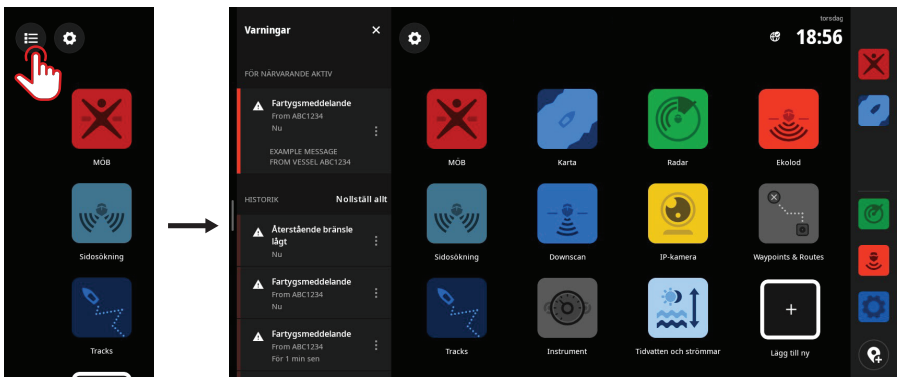 MÖB
Sidosökning
Tracks
Varningar
FÖR NÄRVARANDE AKTIV
Fartygsmeddelande
From ABC1234
Nu
EXAMPLE MESSAGE
FROM VESSEL ABC1234
HISTORIK Nollställ allt
Återstående bränsle
lågt
Nu
Fartygsmeddelande
From ABC1234
Nu
Fartygsmeddelande
From ABC1234
För 1 min sen
torsdag
18:56
MÖB Karta Radar Ekolod
Sidosökning Downscan IP-kamera Waypoints & Routes
Tracks Instrument Tidvatten och strömmar Lägg till ny